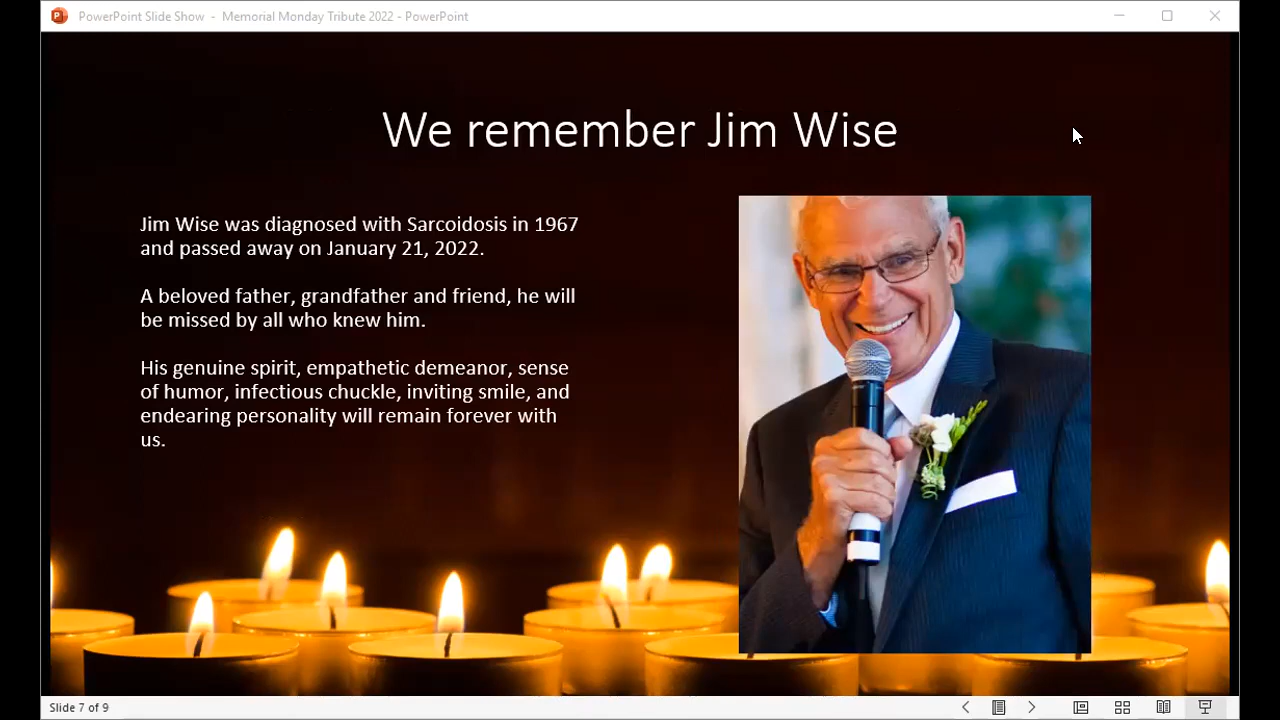 PowerPoint Slide Show - Memorial Monday Tribute 2022 - PowerPoint
We remember Jim Wise
Jim Wise was diagnosed with Sarcoidosis in 1967
and passed away on January 21, 2022.
A beloved father, grandfather and friend, he will
be missed by all who knew him.
His genuine spirit, empathetic demeanor, sense
of humor, infectious chuckle, inviting smile, and
endearing personality will remain forever with
us.
Slide 7 of 9